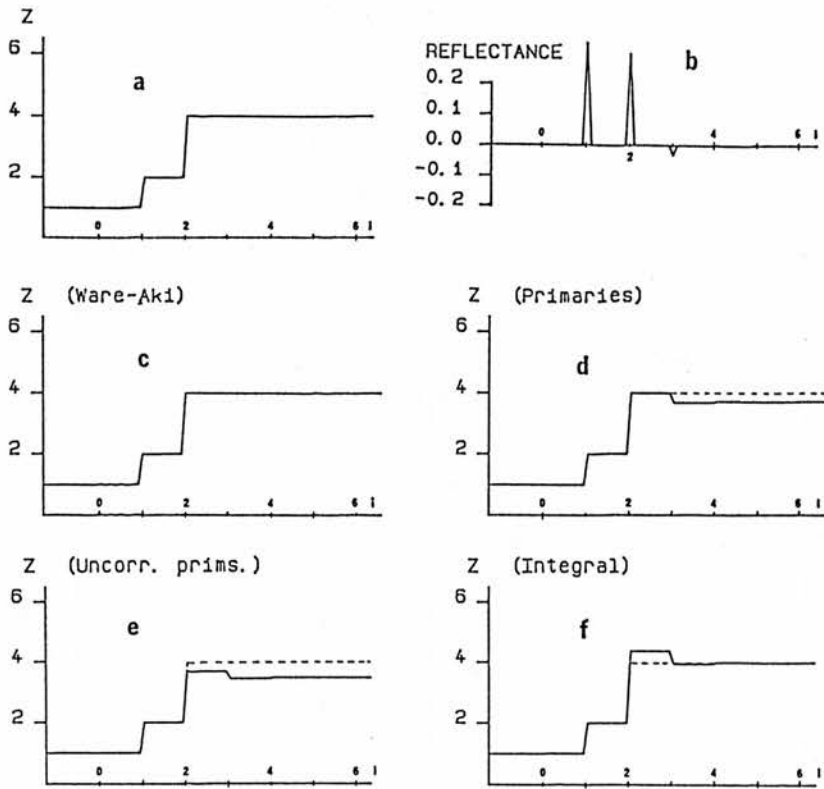 Z
6
4
2
a
0 2 4 6 I
REFLECTANCE
0.2
0.1
0.0
-0.1
-0.2
b
0 2 4 6 I
Z (Ware-Aki)
6
4
2
c
0 2 4 6 I
Z (Primaries)
6
4
2
d
0 2 4 6 I
Z (Uncorr. prims.)
6
4
2
e
0 2 4 6 I
Z (Integral)
6
4
2
f
0 2 4 6 I